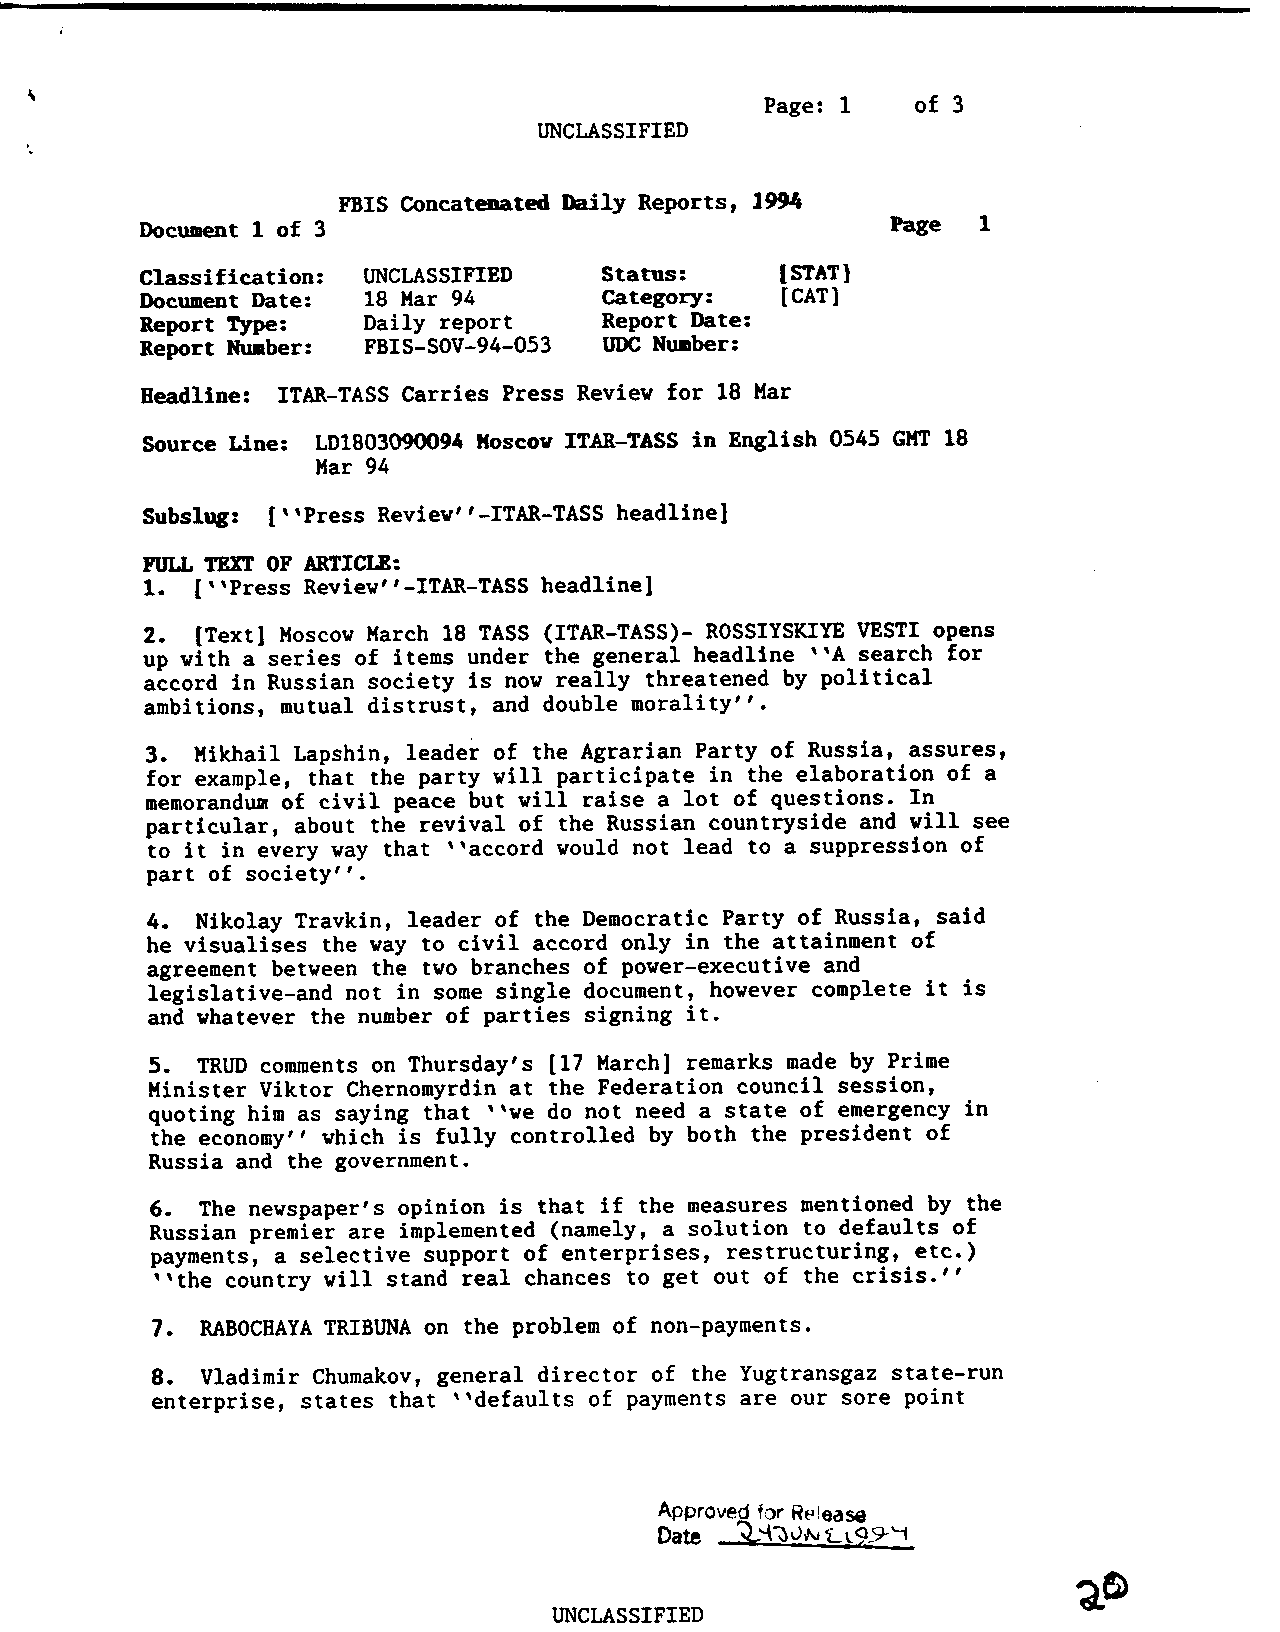 Page: 1 of 3
UNCLASSIFIED
FBIS Concatenated Daily Reports, 1994
Document 1 of 3 Page 1
Classification: UNCLASSIFIED Status: [STAT]
Document Date: 18 Mar 94 Category: [CAT]
Report Type: Daily report Report Date:
Report Number: FBIS-SOV-94-053 UDC Number:
Headline: ITAR-TASS Carries Press Review for 18 Mar
Source Line: LD1803090094 Moscow ITAR-TASS in English 0545 GMT 18
Mar 94
Subslug: [``Press Review''-ITAR-TASS headline]
FULL TEXT OF ARTICLE:
1. [``Press Review''-ITAR-TASS headline]
2. [Text] Moscow March 18 TASS (ITAR-TASS)- ROSSIYSKIYE VESTI opens
up with a series of items under the general headline ``A search for
accord in Russian society is now really threatened by political
ambitions, mutual distrust, and double morality''.
3. Mikhail Lapshin, leader of the Agrarian Party of Russia, assures,
for example, that the party will participate in the elaboration of a
memorandum of civil peace but will raise a lot of questions. In
particular, about the revival of the Russian countryside and will see
to it in every way that ``accord would not lead to a suppression of
part of society''.
4. Nikolay Travkin, leader of the Democratic Party of Russia, said
he visualises the way to civil accord only in the attainment of
agreement between the two branches of power-executive and
legislative-and not in some single document, however complete it is
and whatever the number of parties signing it.
5. TRUD comments on Thursday's [17 March] remarks made by Prime
Minister Viktor Chernomyrdin at the Federation council session,
quoting him as saying that ``we do not need a state of emergency in
the economy'' which is fully controlled by both the president of
Russia and the government.
6. The newspaper's opinion is that if the measures mentioned by the
Russian premier are implemented (namely, a solution to defaults of
payments, a selective support of enterprises, restructuring, etc.)
``the country will stand real chances to get out of the crisis.''
7. RABOCHAYA TRIBUNA on the problem of non-payments.
8. Vladimir Chumakov, general director of the Yugtransgaz state-run
enterprise, states that ``defaults of payments are our sore point
Approved for Release
Date 24 JUNE 1994
20
UNCLASSIFIED